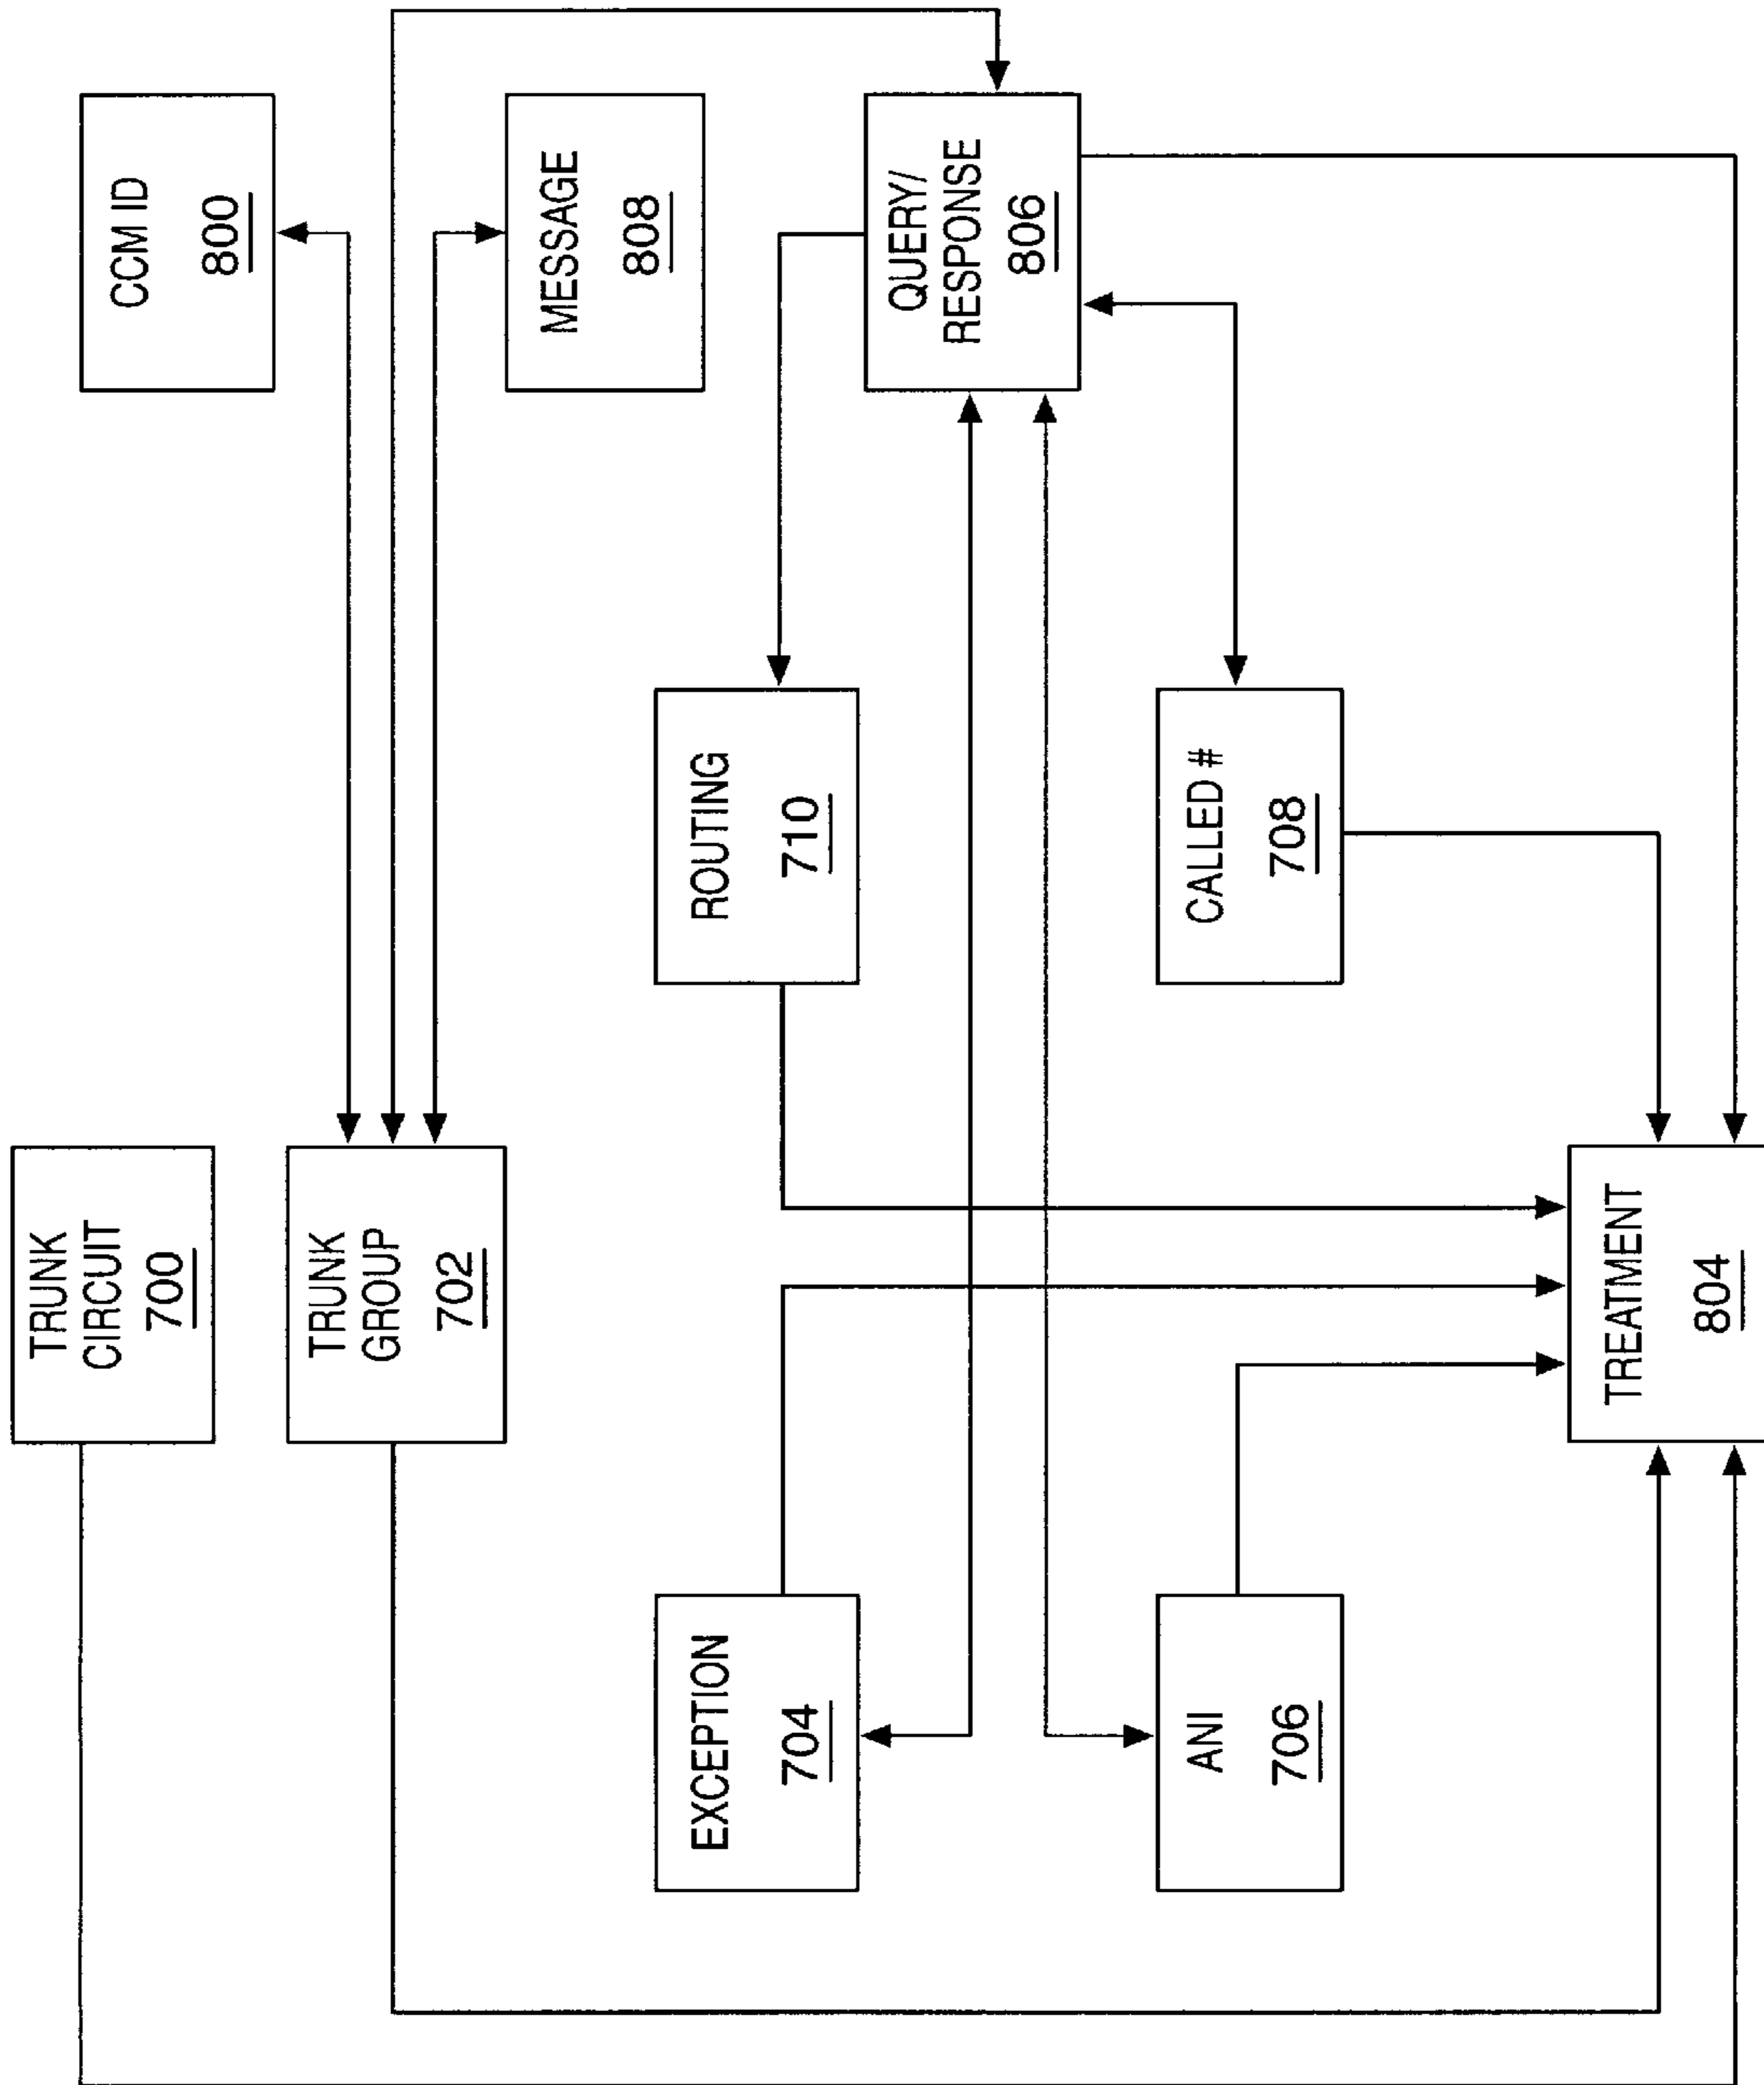 TRUNK
CIRCUIT
700
TRUNK
GROUP
702
CCM ID
800
MESSAGE
808
EXCEPTION
704
ROUTING
710
QUERY/
RESPONSE
806
ANI
706
CALLED #
708
TREATMENT
804